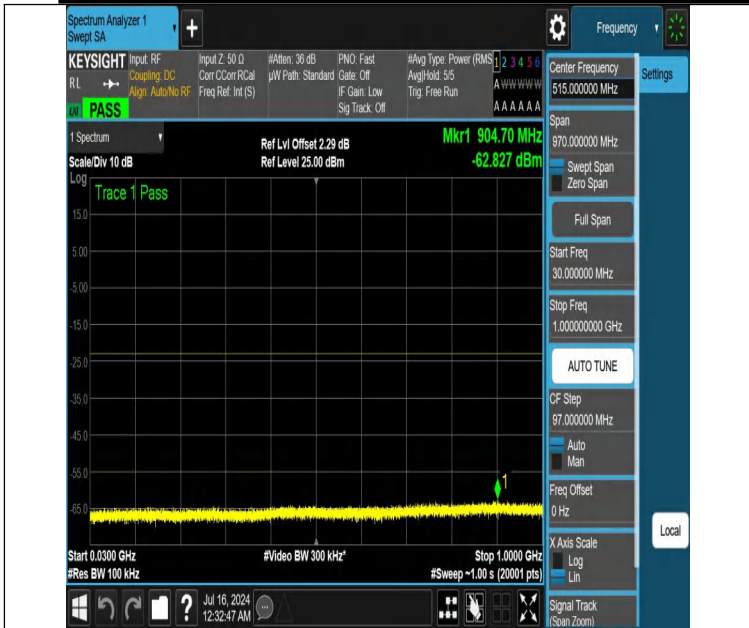 Spectrum Analyzer 1
Swept SA
Frequency
KEYSIGHT
Input: RF
Input Z: 50 Ω
#Atten: 36 dB
PNO: Fast
#Avg Type: Power (RMS
1 2 3 4 5 6
RL
Coupling: DC
Corr CCorr RCal
µW Path: Standard
Gate: Off
Avg|Hold: 5/5
Align: Auto/No RF
Freq Ref: Int (S)
IF Gain: Low
Trig: Free Run
A W W W W W
Sig Track: Off
A A A A A A
LXI
PASS
1 Spectrum
Scale/Div 10 dB
Ref Lvl Offset 2.29 dB
Ref Level 25.00 dBm
Mkr1 904.70 MHz
-62.827 dBm
Log
Trace 1 Pass
15.0
5.00
-5.00
-15.0
-25.0
-35.0
-45.0
-55.0
-65.0
1
Start 0.0300 GHz
#Video BW 300 kHz*
Stop 1.0000 GHz
#Res BW 100 kHz
#Sweep ~1.00 s (20001 pts)
?
Jul 16, 2024
12:32:47 AM
Center Frequency
515.000000 MHz
Settings
Span
970.000000 MHz
Swept Span
Zero Span
Full Span
Start Freq
30.000000 MHz
Stop Freq
1.000000000 GHz
AUTO TUNE
CF Step
97.000000 MHz
Auto
Man
Freq Offset
0 Hz
Local
X Axis Scale
Log
Lin
Signal Track
(Span Zoom)